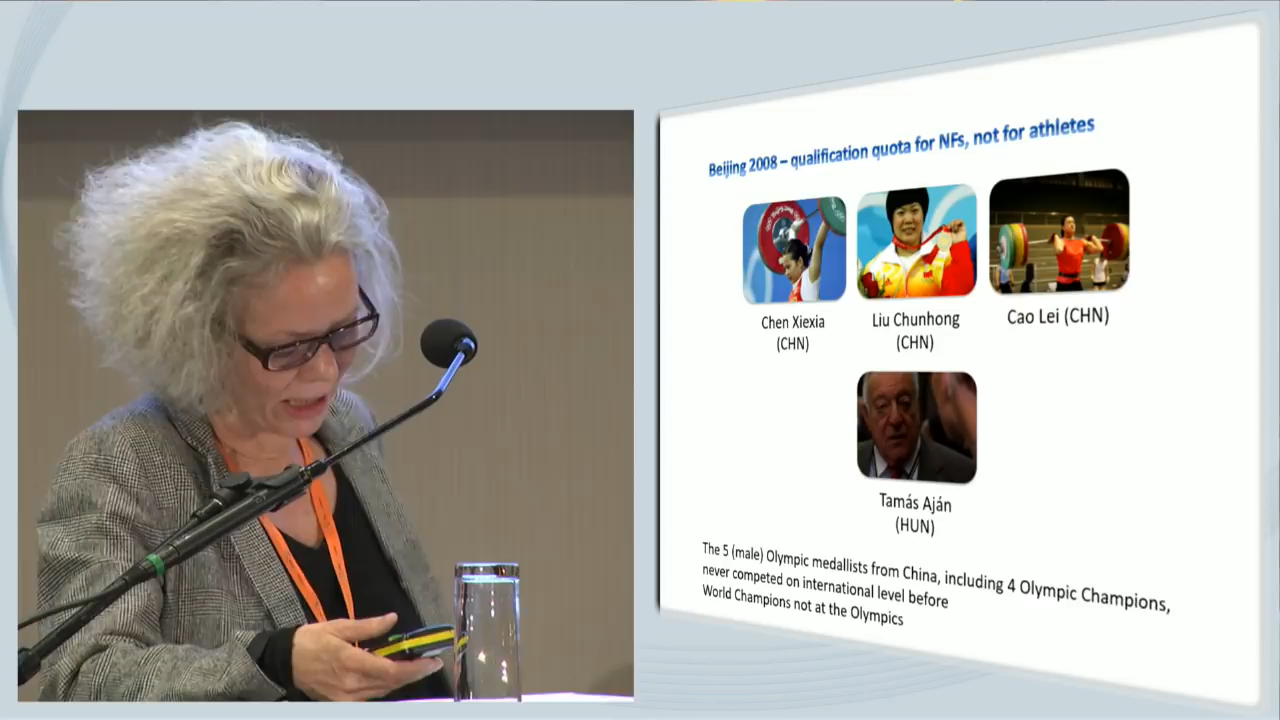 Beijing 2008 – qualification quota for NFs, not for athletes
Chen Xiexia
(CHN)
Liu Chunhong
(CHN)
Cao Lei (CHN)
Tamás Aján
(HUN)
The 5 (male) Olympic medallists from China, including 4 Olympic Champions,
never competed on international level before
World Champions not at the Olympics